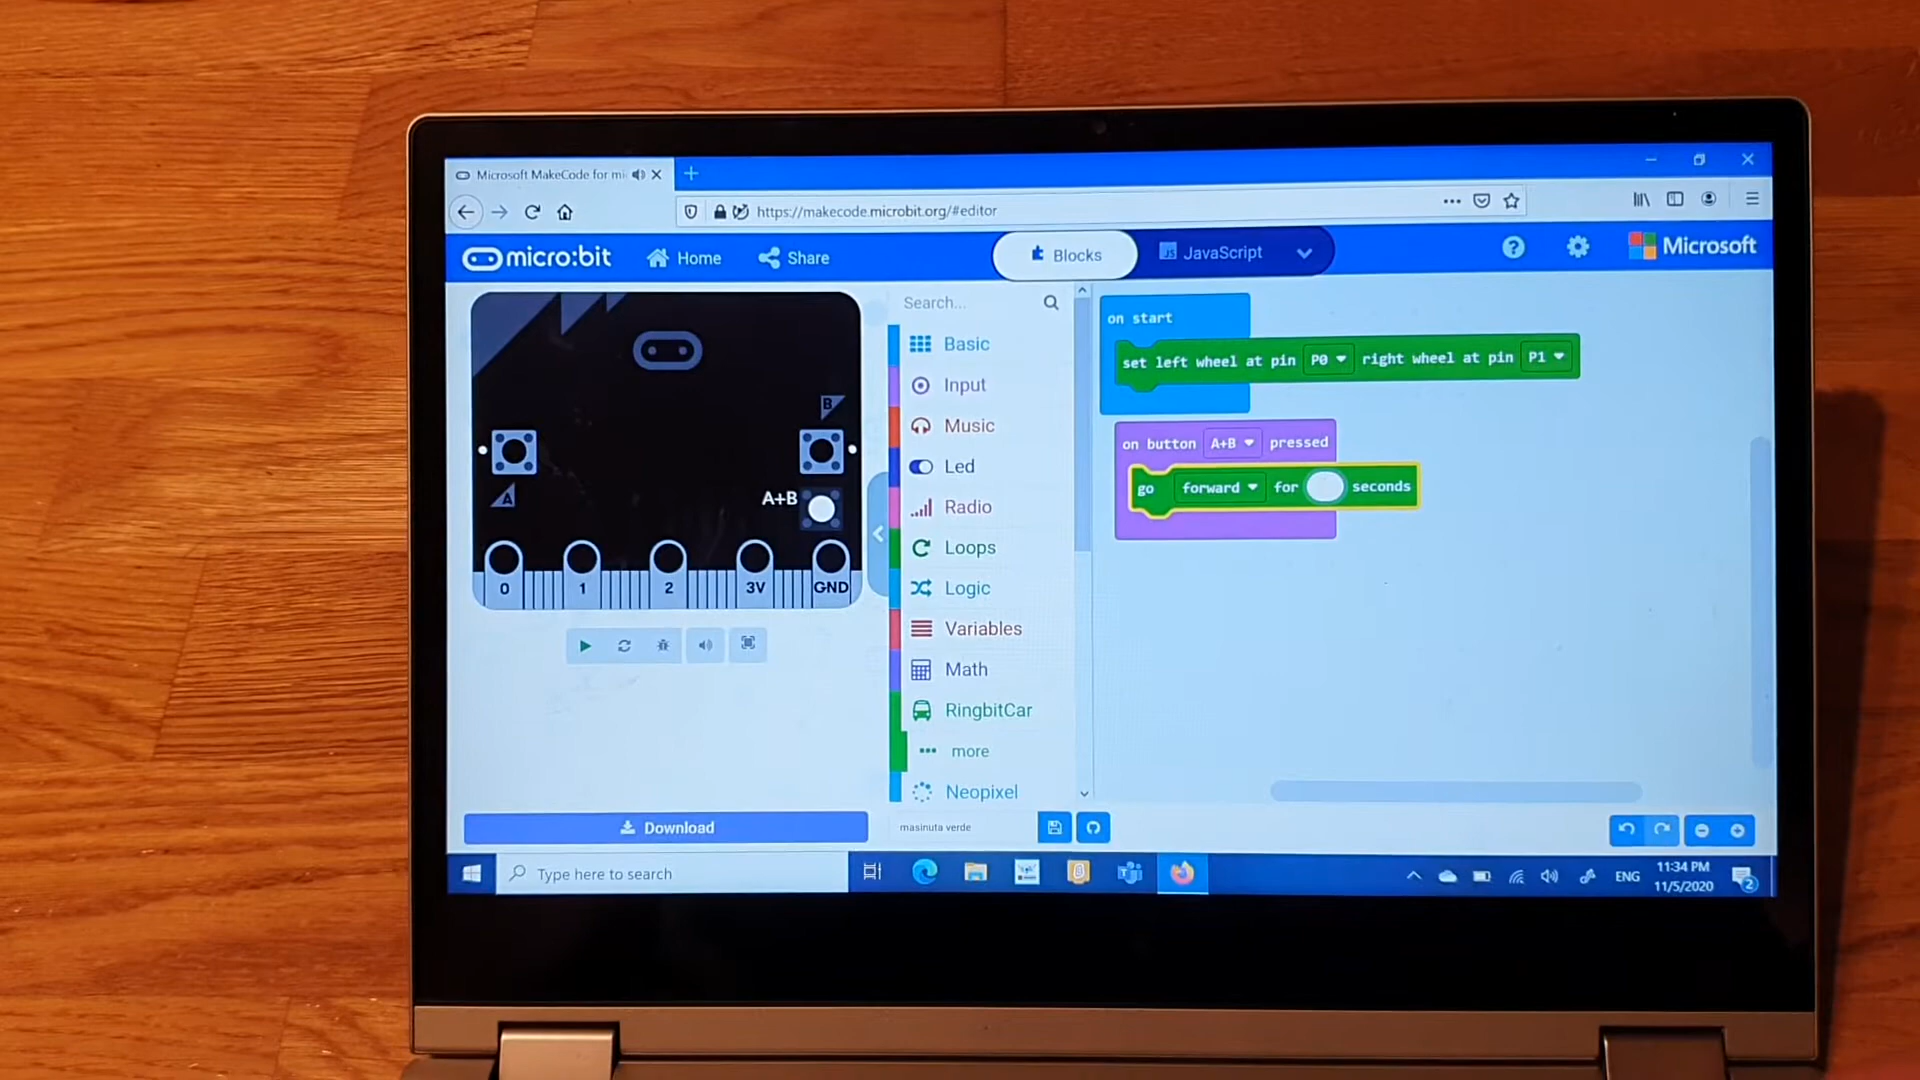 Microsoft MakeCode for mi
https://makecode.microbit.org/#editor
micro:bit
Home
Share
Blocks
JS JavaScript
?
Microsoft
Search...
Basic
Input
Music
Led
Radio
Loops
Logic
Variables
Math
RingbitCar
more
Neopixel
B
A
A+B
0
1
2
3V
GND
on start
set left wheel at pin P0 right wheel at pin P1
on button A+B pressed
go forward for seconds
Download
masinuta verde
Type here to search
ENG
11:34 PM
11/5/2020
2